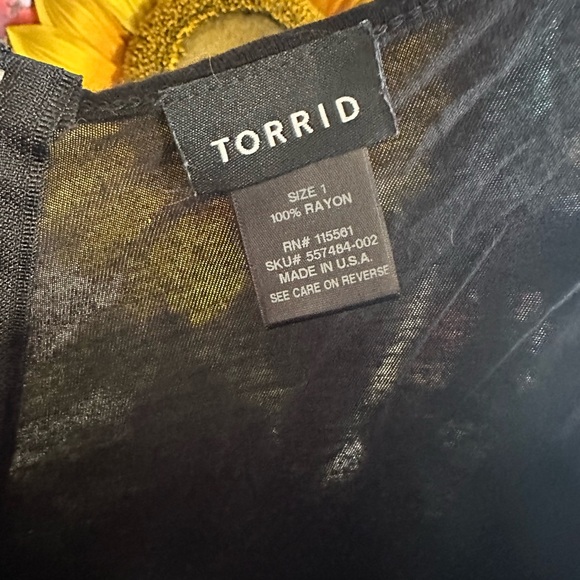 TORRID
SIZE 1
100% RAYON
RN# 115561
SKU# 557484-002
MADE IN U.S.A.
SEE CARE ON REVERSE